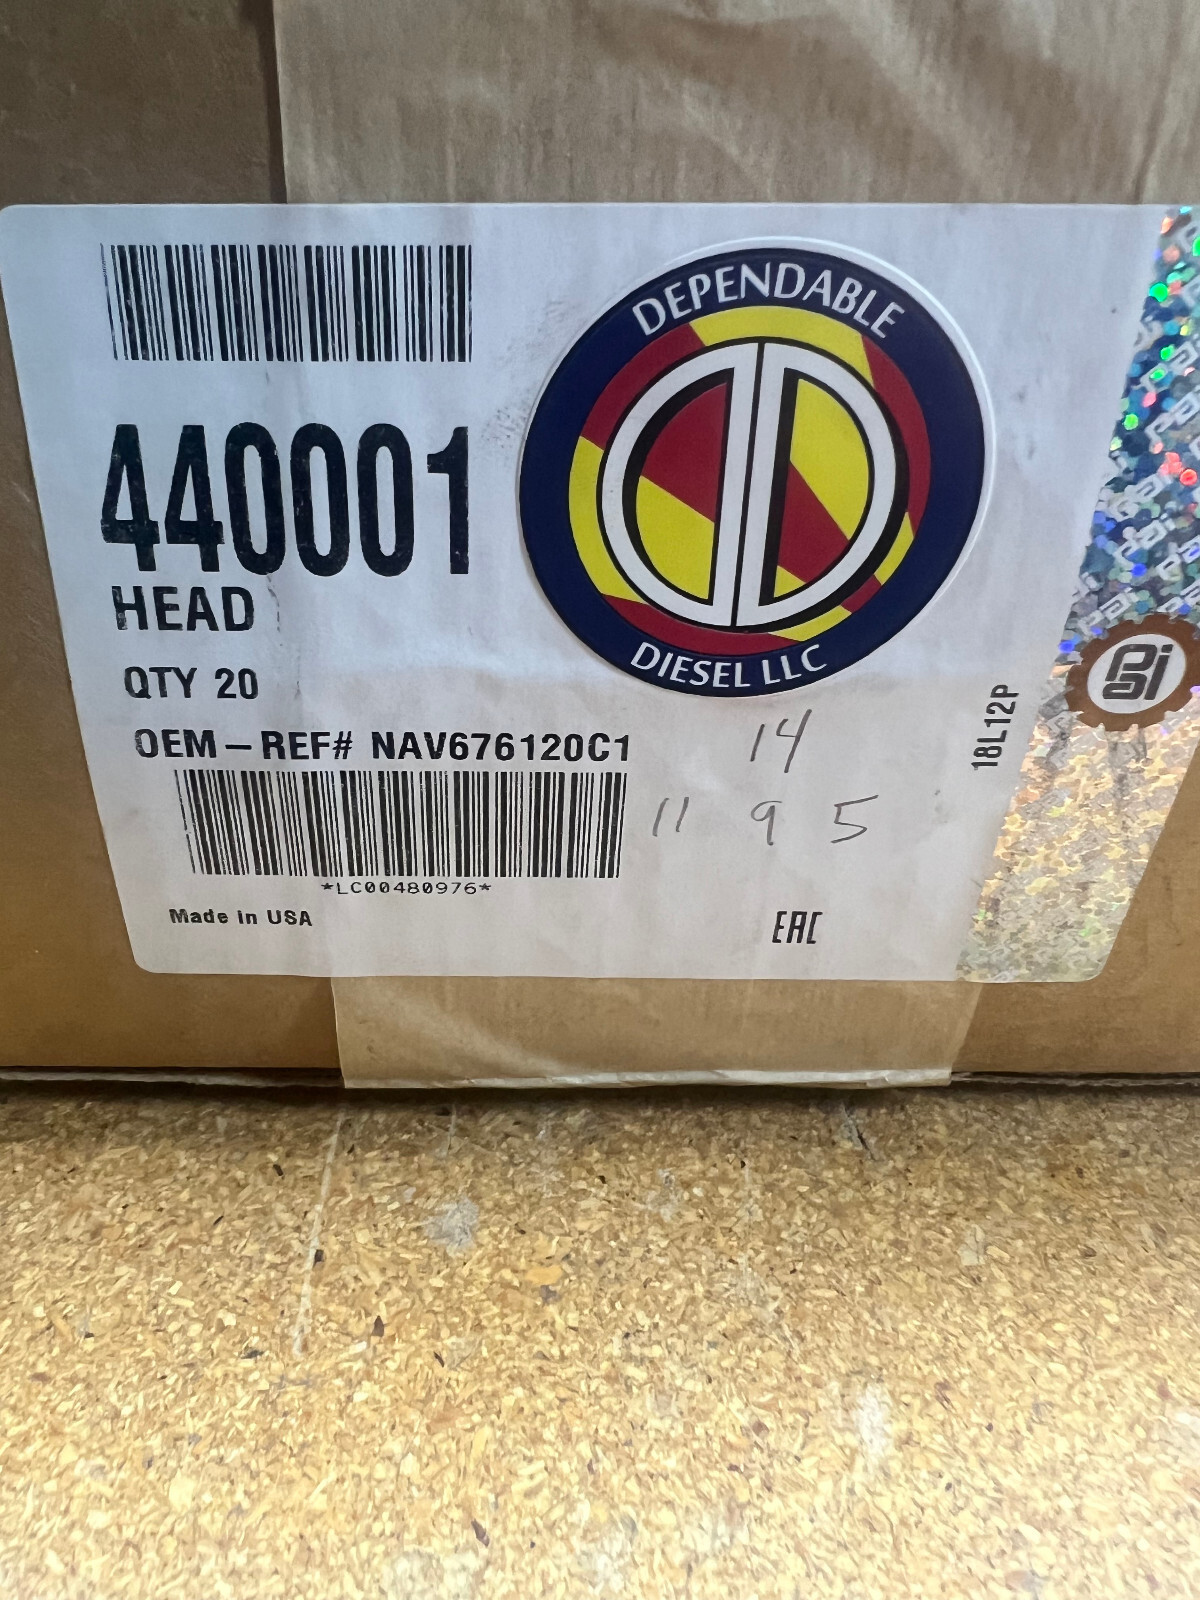 440001
HEAD
QTY 20
OEM-REF# NAV676120C1
*LC00480976*
Made in USA
DEPENDABLE
DIESEL LLC
14
11 9 5
EAC
18L12P
pai